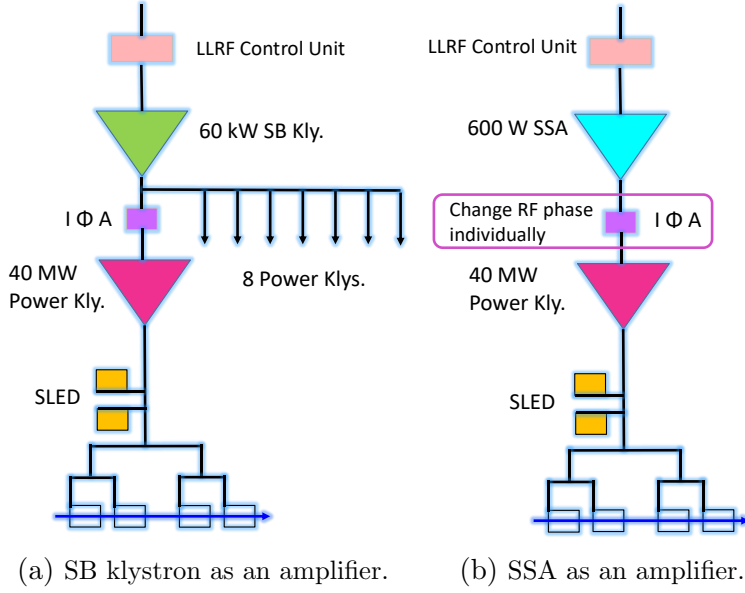 LLRF Control Unit
60 kW SB Kly.
I Φ A
40 MW
Power Kly.
8 Power Klys.
SLED
(a) SB klystron as an amplifier.
LLRF Control Unit
600 W SSA
Change RF phase
individually
I Φ A
40 MW
Power Kly.
SLED
(b) SSA as an amplifier.